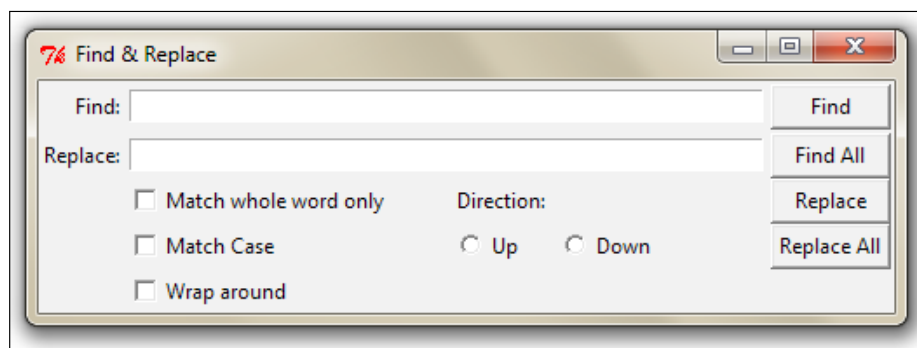 Find & Replace
Find: Find
Replace: Find All
Match whole word only Direction: Replace
Match Case Up Down Replace All
Wrap around